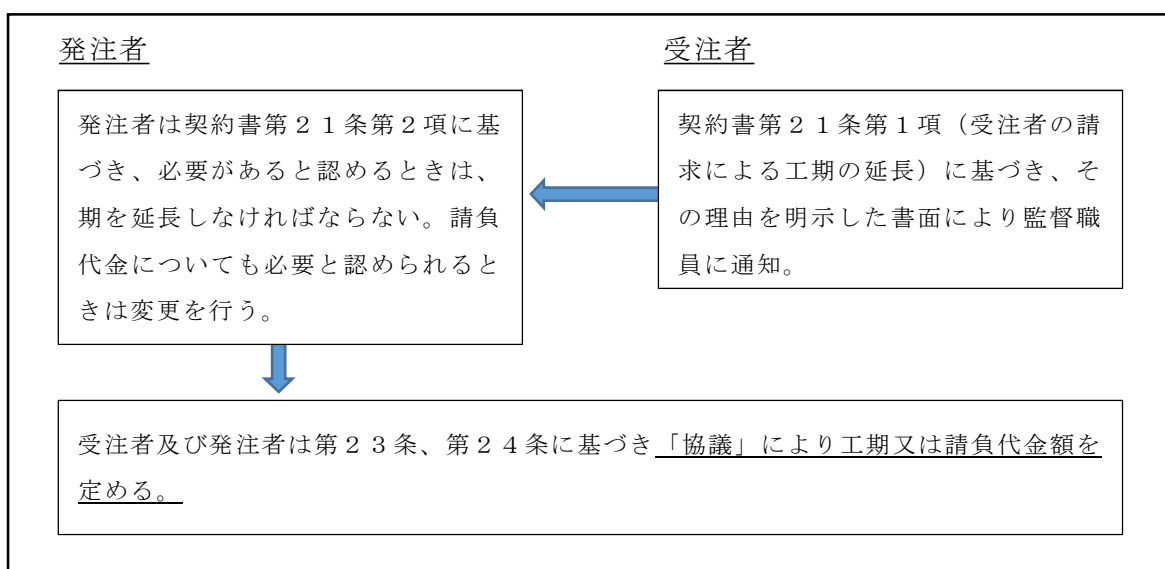 発注者
受注者
発注者は契約書第２１条第２項に基
づき、必要があると認めるときは、
期を延長しなければならない。請負
代金についても必要と認められると
きは変更を行う。
契約書第２１条第１項（受注者の請
求による工期の延長）に基づき、そ
の理由を明示した書面により監督職
員に通知。
受注者及び発注者は第２３条、第２４条に基づき「協議」により工期又は請負代金額を
定める。